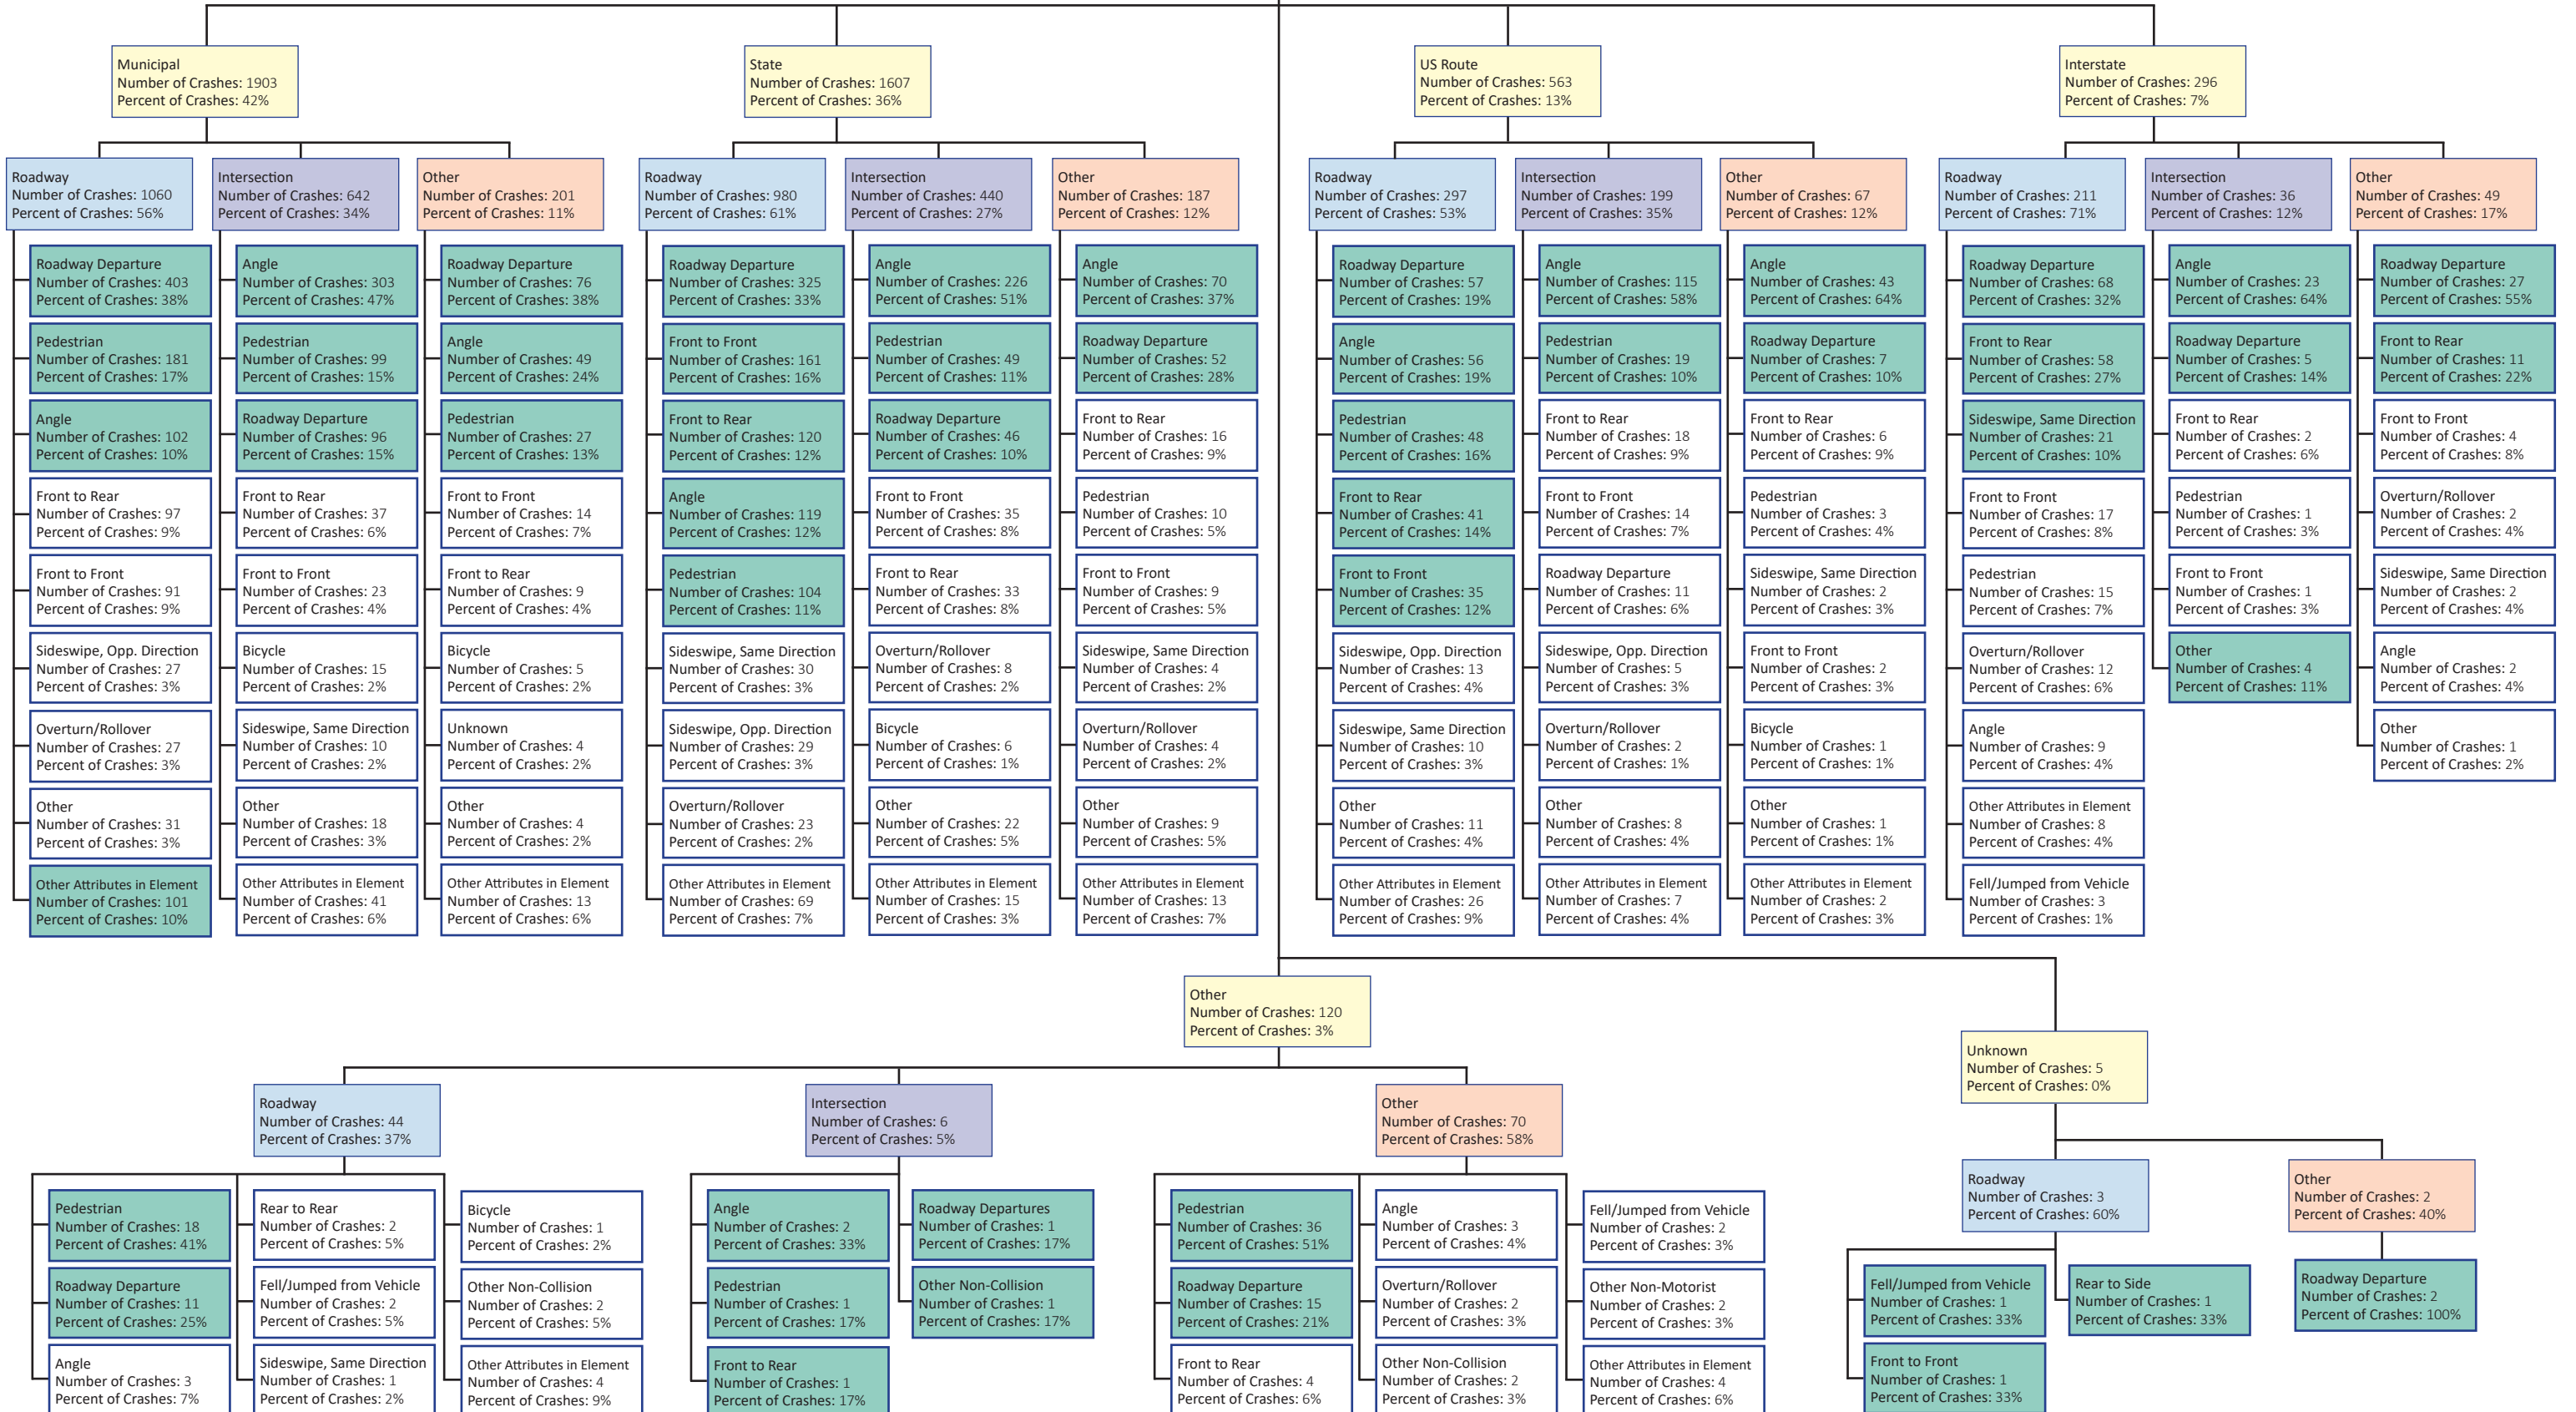 Municipal
Number of Crashes: 1903
Percent of Crashes: 42%
State
Number of Crashes: 1607
Percent of Crashes: 36%
US Route
Number of Crashes: 563
Percent of Crashes: 13%
Interstate
Number of Crashes: 296
Percent of Crashes: 7%
Roadway
Number of Crashes: 1060
Percent of Crashes: 56%
Intersection
Number of Crashes: 642
Percent of Crashes: 34%
Other
Number of Crashes: 201
Percent of Crashes: 11%
Roadway
Number of Crashes: 980
Percent of Crashes: 61%
Intersection
Number of Crashes: 440
Percent of Crashes: 27%
Other
Number of Crashes: 187
Percent of Crashes: 12%
Roadway
Number of Crashes: 297
Percent of Crashes: 53%
Intersection
Number of Crashes: 199
Percent of Crashes: 35%
Other
Number of Crashes: 67
Percent of Crashes: 12%
Roadway
Number of Crashes: 211
Percent of Crashes: 71%
Intersection
Number of Crashes: 36
Percent of Crashes: 12%
Other
Number of Crashes: 49
Percent of Crashes: 17%
Roadway Departure
Number of Crashes: 403
Percent of Crashes: 38%
Pedestrian
Number of Crashes: 181
Percent of Crashes: 17%
Angle
Number of Crashes: 102
Percent of Crashes: 10%
Front to Rear
Number of Crashes: 97
Percent of Crashes: 9%
Front to Front
Number of Crashes: 91
Percent of Crashes: 9%
Sideswipe, Opp. Direction
Number of Crashes: 27
Percent of Crashes: 3%
Overturn/Rollover
Number of Crashes: 27
Percent of Crashes: 3%
Other
Number of Crashes: 31
Percent of Crashes: 3%
Other Attributes in Element
Number of Crashes: 101
Percent of Crashes: 10%
Angle
Number of Crashes: 303
Percent of Crashes: 47%
Pedestrian
Number of Crashes: 99
Percent of Crashes: 15%
Roadway Departure
Number of Crashes: 96
Percent of Crashes: 15%
Front to Rear
Number of Crashes: 37
Percent of Crashes: 6%
Front to Front
Number of Crashes: 23
Percent of Crashes: 4%
Bicycle
Number of Crashes: 15
Percent of Crashes: 2%
Sideswipe, Same Direction
Number of Crashes: 10
Percent of Crashes: 2%
Other
Number of Crashes: 18
Percent of Crashes: 3%
Other Attributes in Element
Number of Crashes: 41
Percent of Crashes: 6%
Roadway Departure
Number of Crashes: 76
Percent of Crashes: 38%
Angle
Number of Crashes: 49
Percent of Crashes: 24%
Pedestrian
Number of Crashes: 27
Percent of Crashes: 13%
Front to Front
Number of Crashes: 14
Percent of Crashes: 7%
Front to Rear
Number of Crashes: 9
Percent of Crashes: 4%
Bicycle
Number of Crashes: 5
Percent of Crashes: 2%
Unknown
Number of Crashes: 4
Percent of Crashes: 2%
Other
Number of Crashes: 4
Percent of Crashes: 2%
Other Attributes in Element
Number of Crashes: 13
Percent of Crashes: 6%
Roadway Departure
Number of Crashes: 325
Percent of Crashes: 33%
Front to Front
Number of Crashes: 161
Percent of Crashes: 16%
Front to Rear
Number of Crashes: 120
Percent of Crashes: 12%
Angle
Number of Crashes: 119
Percent of Crashes: 12%
Pedestrian
Number of Crashes: 104
Percent of Crashes: 11%
Sideswipe, Same Direction
Number of Crashes: 30
Percent of Crashes: 3%
Sideswipe, Opp. Direction
Number of Crashes: 29
Percent of Crashes: 3%
Overturn/Rollover
Number of Crashes: 23
Percent of Crashes: 2%
Other Attributes in Element
Number of Crashes: 69
Percent of Crashes: 7%
Angle
Number of Crashes: 226
Percent of Crashes: 51%
Pedestrian
Number of Crashes: 49
Percent of Crashes: 11%
Roadway Departure
Number of Crashes: 46
Percent of Crashes: 10%
Front to Front
Number of Crashes: 35
Percent of Crashes: 8%
Front to Rear
Number of Crashes: 33
Percent of Crashes: 8%
Overturn/Rollover
Number of Crashes: 8
Percent of Crashes: 2%
Bicycle
Number of Crashes: 6
Percent of Crashes: 1%
Other
Number of Crashes: 22
Percent of Crashes: 5%
Other Attributes in Element
Number of Crashes: 15
Percent of Crashes: 3%
Angle
Number of Crashes: 70
Percent of Crashes: 37%
Roadway Departure
Number of Crashes: 52
Percent of Crashes: 28%
Front to Rear
Number of Crashes: 16
Percent of Crashes: 9%
Pedestrian
Number of Crashes: 10
Percent of Crashes: 5%
Front to Front
Number of Crashes: 9
Percent of Crashes: 5%
Sideswipe, Same Direction
Number of Crashes: 4
Percent of Crashes: 2%
Overturn/Rollover
Number of Crashes: 4
Percent of Crashes: 2%
Other
Number of Crashes: 9
Percent of Crashes: 5%
Other Attributes in Element
Number of Crashes: 13
Percent of Crashes: 7%
Roadway Departure
Number of Crashes: 57
Percent of Crashes: 19%
Angle
Number of Crashes: 56
Percent of Crashes: 19%
Pedestrian
Number of Crashes: 48
Percent of Crashes: 16%
Front to Rear
Number of Crashes: 41
Percent of Crashes: 14%
Front to Front
Number of Crashes: 35
Percent of Crashes: 12%
Sideswipe, Opp. Direction
Number of Crashes: 13
Percent of Crashes: 4%
Sideswipe, Same Direction
Number of Crashes: 10
Percent of Crashes: 3%
Other
Number of Crashes: 11
Percent of Crashes: 4%
Other Attributes in Element
Number of Crashes: 26
Percent of Crashes: 9%
Angle
Number of Crashes: 115
Percent of Crashes: 58%
Pedestrian
Number of Crashes: 19
Percent of Crashes: 10%
Front to Rear
Number of Crashes: 18
Percent of Crashes: 9%
Front to Front
Number of Crashes: 14
Percent of Crashes: 7%
Roadway Departure
Number of Crashes: 11
Percent of Crashes: 6%
Sideswipe, Opp. Direction
Number of Crashes: 5
Percent of Crashes: 3%
Overturn/Rollover
Number of Crashes: 2
Percent of Crashes: 1%
Other
Number of Crashes: 8
Percent of Crashes: 4%
Other Attributes in Element
Number of Crashes: 7
Percent of Crashes: 4%
Angle
Number of Crashes: 43
Percent of Crashes: 64%
Roadway Departure
Number of Crashes: 7
Percent of Crashes: 10%
Front to Rear
Number of Crashes: 6
Percent of Crashes: 9%
Pedestrian
Number of Crashes: 3
Percent of Crashes: 4%
Sideswipe, Same Direction
Number of Crashes: 2
Percent of Crashes: 3%
Front to Front
Number of Crashes: 2
Percent of Crashes: 3%
Bicycle
Number of Crashes: 1
Percent of Crashes: 1%
Other
Number of Crashes: 1
Percent of Crashes: 1%
Other Attributes in Element
Number of Crashes: 2
Percent of Crashes: 3%
Roadway Departure
Number of Crashes: 68
Percent of Crashes: 32%
Front to Rear
Number of Crashes: 58
Percent of Crashes: 27%
Sideswipe, Same Direction
Number of Crashes: 21
Percent of Crashes: 10%
Front to Front
Number of Crashes: 17
Percent of Crashes: 8%
Pedestrian
Number of Crashes: 15
Percent of Crashes: 7%
Overturn/Rollover
Number of Crashes: 12
Percent of Crashes: 6%
Angle
Number of Crashes: 9
Percent of Crashes: 4%
Other Attributes in Element
Number of Crashes: 8
Percent of Crashes: 4%
Fell/Jumped from Vehicle
Number of Crashes: 3
Percent of Crashes: 1%
Angle
Number of Crashes: 23
Percent of Crashes: 64%
Roadway Departure
Number of Crashes: 5
Percent of Crashes: 14%
Front to Rear
Number of Crashes: 2
Percent of Crashes: 6%
Pedestrian
Number of Crashes: 1
Percent of Crashes: 3%
Front to Front
Number of Crashes: 1
Percent of Crashes: 3%
Other
Number of Crashes: 4
Percent of Crashes: 11%
Roadway Departure
Number of Crashes: 27
Percent of Crashes: 55%
Front to Rear
Number of Crashes: 11
Percent of Crashes: 22%
Front to Front
Number of Crashes: 4
Percent of Crashes: 8%
Overturn/Rollover
Number of Crashes: 2
Percent of Crashes: 4%
Sideswipe, Same Direction
Number of Crashes: 2
Percent of Crashes: 4%
Angle
Number of Crashes: 2
Percent of Crashes: 4%
Other
Number of Crashes: 1
Percent of Crashes: 2%
Other
Number of Crashes: 120
Percent of Crashes: 3%
Unknown
Number of Crashes: 5
Percent of Crashes: 0%
Roadway
Number of Crashes: 44
Percent of Crashes: 37%
Intersection
Number of Crashes: 6
Percent of Crashes: 5%
Other
Number of Crashes: 70
Percent of Crashes: 58%
Roadway
Number of Crashes: 3
Percent of Crashes: 60%
Other
Number of Crashes: 2
Percent of Crashes: 40%
Pedestrian
Number of Crashes: 18
Percent of Crashes: 41%
Roadway Departure
Number of Crashes: 11
Percent of Crashes: 25%
Angle
Number of Crashes: 3
Percent of Crashes: 7%
Rear to Rear
Number of Crashes: 2
Percent of Crashes: 5%
Fell/Jumped from Vehicle
Number of Crashes: 2
Percent of Crashes: 5%
Sideswipe, Same Direction
Number of Crashes: 1
Percent of Crashes: 2%
Bicycle
Number of Crashes: 1
Percent of Crashes: 2%
Other Non-Collision
Number of Crashes: 2
Percent of Crashes: 5%
Other Attributes in Element
Number of Crashes: 4
Percent of Crashes: 9%
Angle
Number of Crashes: 2
Percent of Crashes: 33%
Pedestrian
Number of Crashes: 1
Percent of Crashes: 17%
Front to Rear
Number of Crashes: 1
Percent of Crashes: 17%
Roadway Departures
Number of Crashes: 1
Percent of Crashes: 17%
Other Non-Collision
Number of Crashes: 1
Percent of Crashes: 17%
Pedestrian
Number of Crashes: 36
Percent of Crashes: 51%
Roadway Departure
Number of Crashes: 15
Percent of Crashes: 21%
Front to Rear
Number of Crashes: 4
Percent of Crashes: 6%
Angle
Number of Crashes: 3
Percent of Crashes: 4%
Overturn/Rollover
Number of Crashes: 2
Percent of Crashes: 3%
Other Non-Collision
Number of Crashes: 2
Percent of Crashes: 3%
Fell/Jumped from Vehicle
Number of Crashes: 2
Percent of Crashes: 3%
Other Non-Motorist
Number of Crashes: 2
Percent of Crashes: 3%
Other Attributes in Element
Number of Crashes: 4
Percent of Crashes: 6%
Fell/Jumped from Vehicle
Number of Crashes: 1
Percent of Crashes: 33%
Front to Front
Number of Crashes: 1
Percent of Crashes: 33%
Rear to Side
Number of Crashes: 1
Percent of Crashes: 33%
Roadway Departure
Number of Crashes: 2
Percent of Crashes: 100%